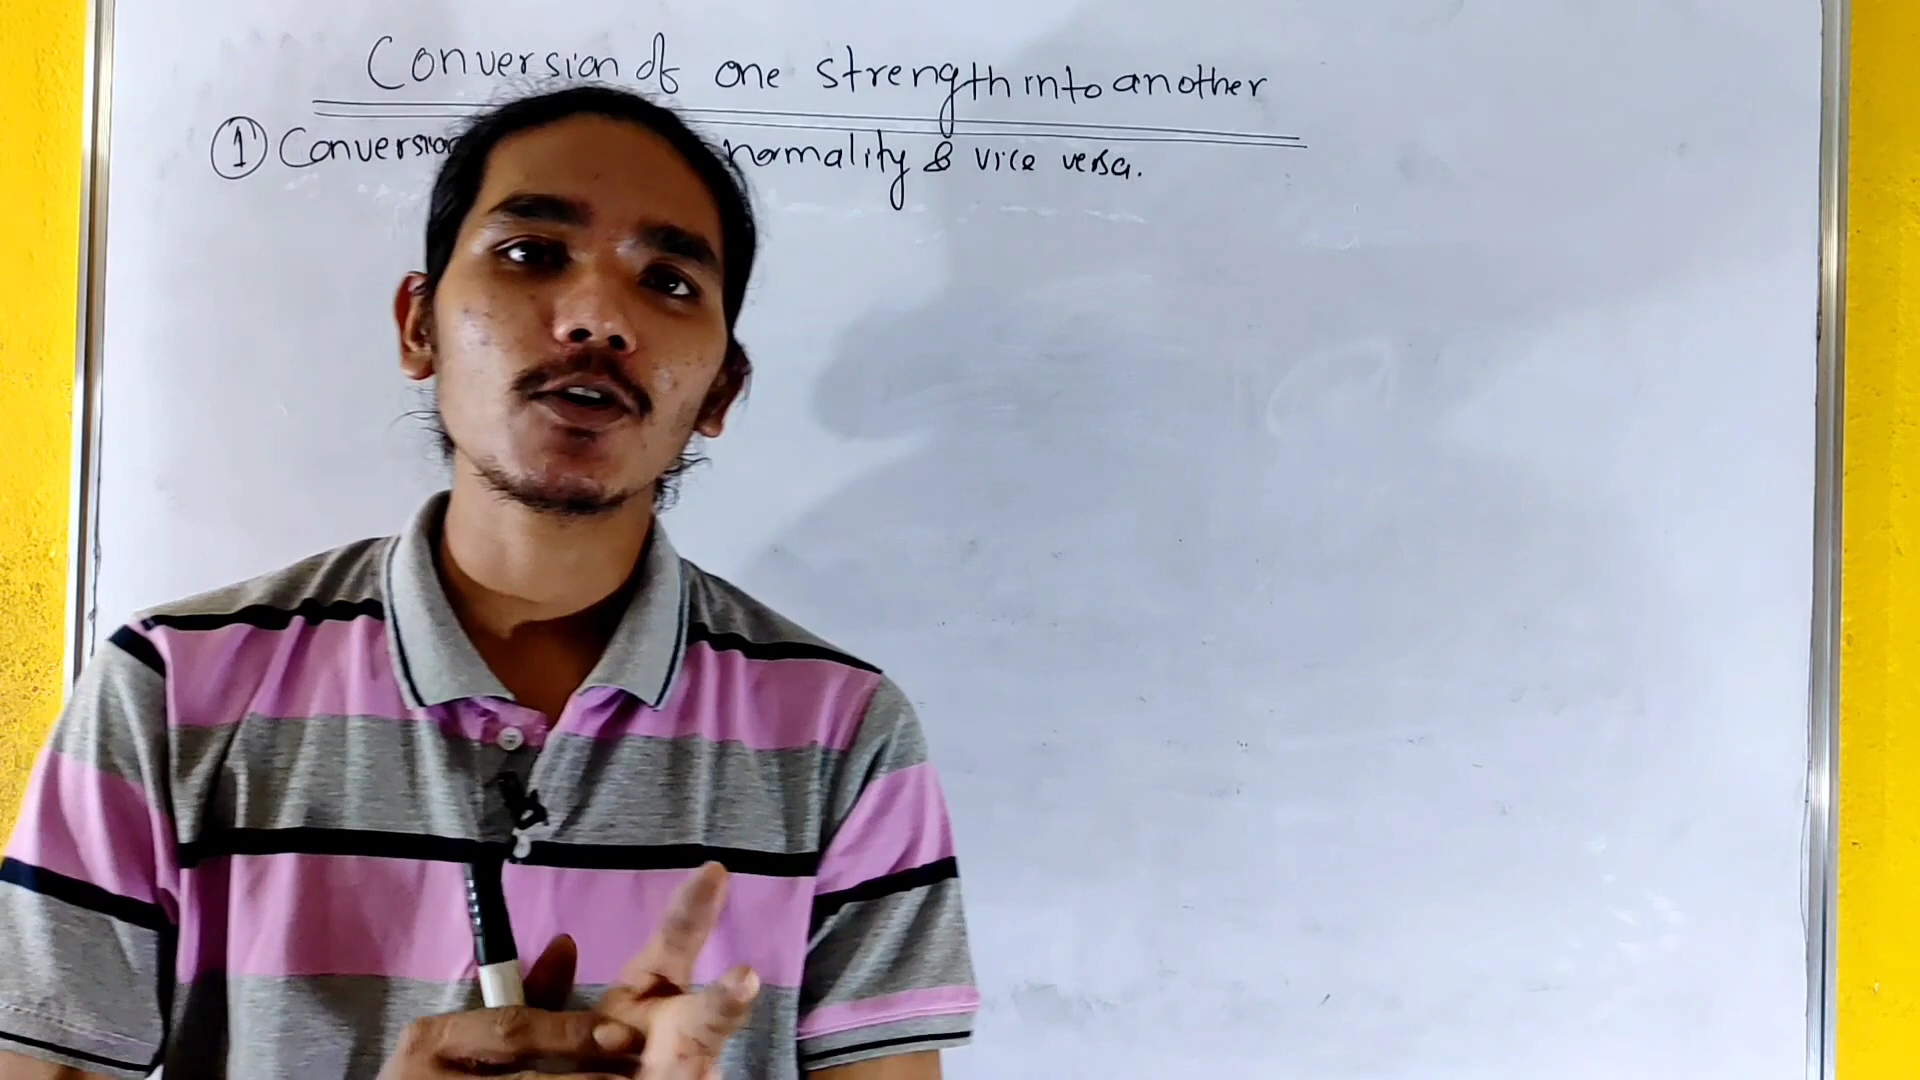 Conversion of one strength into another
① Conversion normality & vice versa.